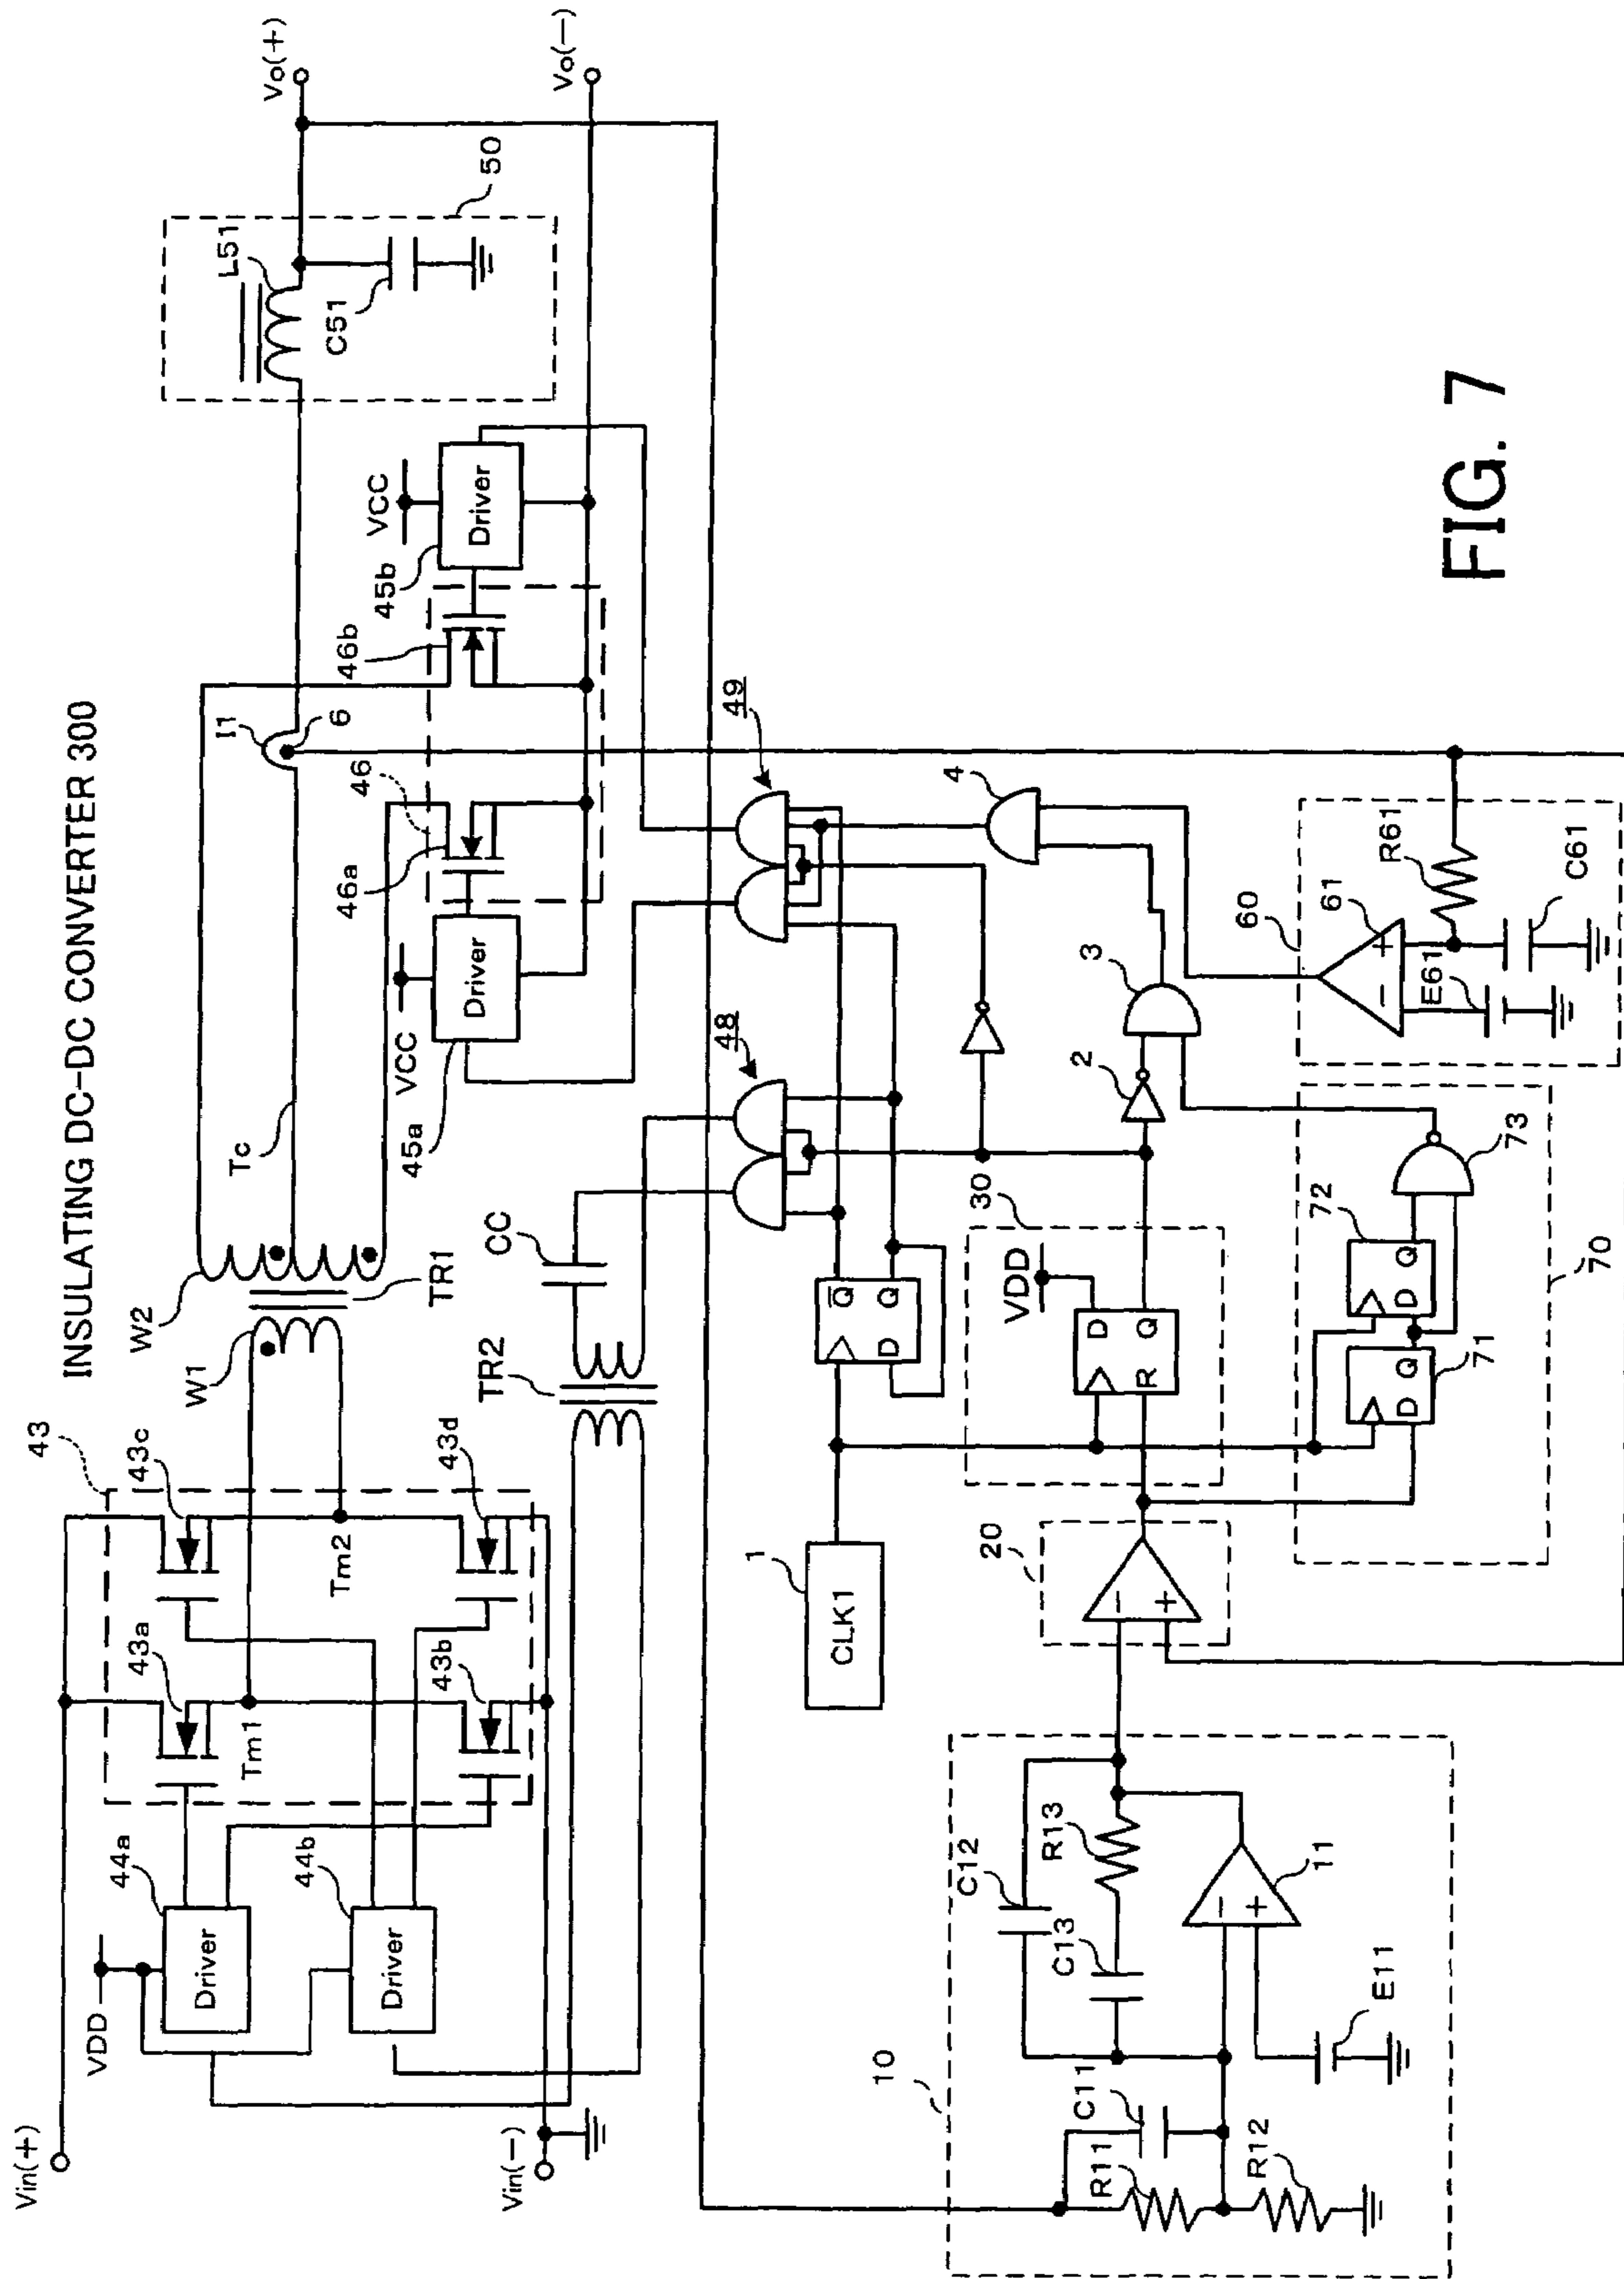 INSULATING DC-DC CONVERTER 300
Vin(+)
VDD
Driver
44a
Driver
44b
Vin(-)
43
43a
43c
Tm1
Tm2
43b
43d
W1
W2
TR1
TR2
CC
Tc
I1
6
VCC
Driver
45a
46
46a
46b
VCC
Driver
45b
L51
C51
50
Vo(+)
Vo(-)
48
49
1
CLK1
Q
Q
D
4
3
2
30
VDD
D
Q
R
20
-
+
10
C12
R13
C13
C11
R11
R12
-
+
11
E11
70
71
D
Q
72
D
Q
73
60
61
-
+
E61
R61
C61
FIG. 7